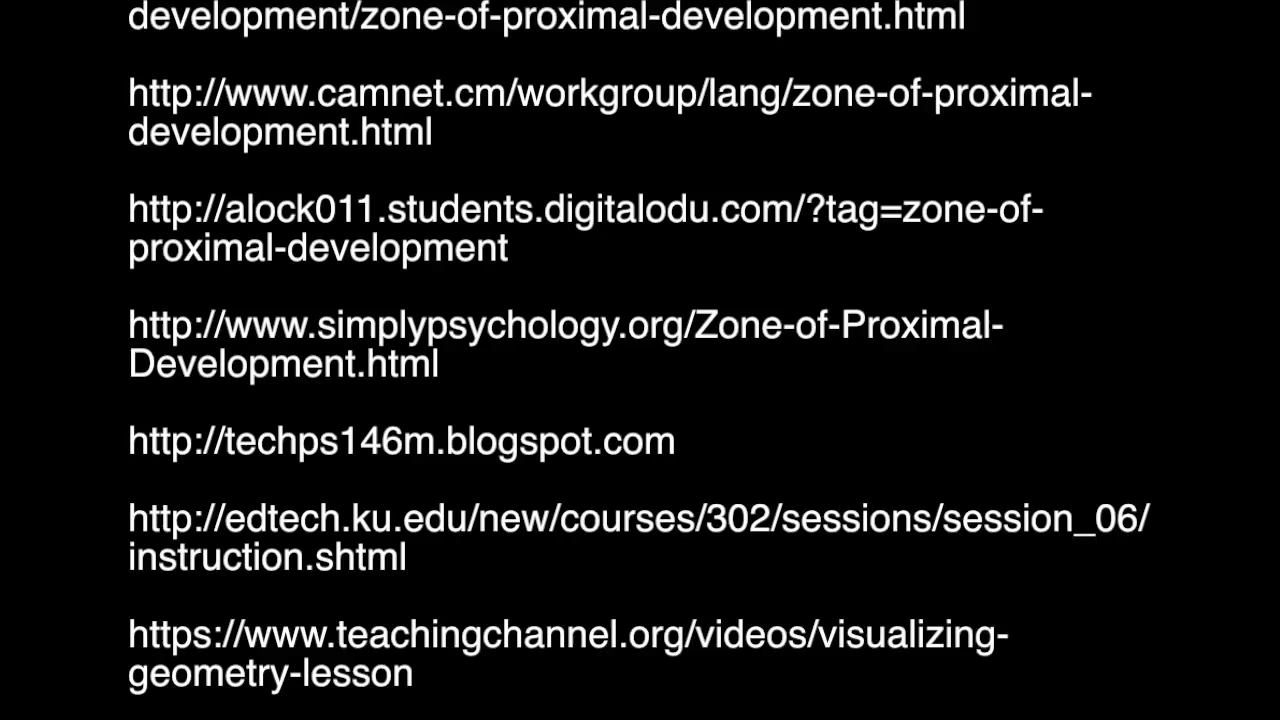 development/zone-of-proximal-development.html
http://www.camnet.cm/workgroup/lang/zone-of-proximal-
development.html
http://alock011.students.digitalodu.com/?tag=zone-of-
proximal-development
http://www.simplypsychology.org/Zone-of-Proximal-
Development.html
http://techps146m.blogspot.com
http://edtech.ku.edu/new/courses/302/sessions/session_06/
instruction.shtml
https://www.teachingchannel.org/videos/visualizing-
geometry-lesson